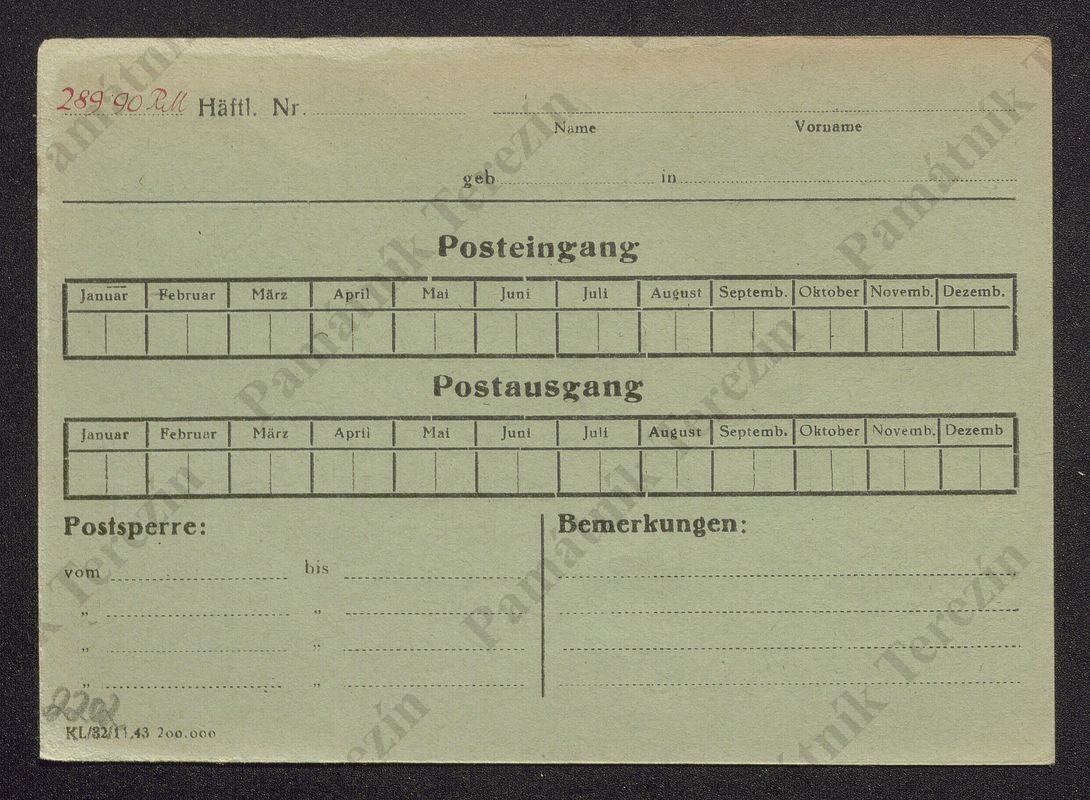 289 90 RM Häftl. Nr.
Name Vorname
geb. in
Posteingang
Januar Februar März April Mai Juni Juli August Septemb. Oktober Novemb. Dezemb.
Postausgang
Januar Februar März April Mai Juni Juli August Septemb. Oktober Novemb. Dezemb
Postsperre: Bemerkungen:
vom bis
„ „
„ „
„ „
KL/82/11.43 200.000
Památník Terezín